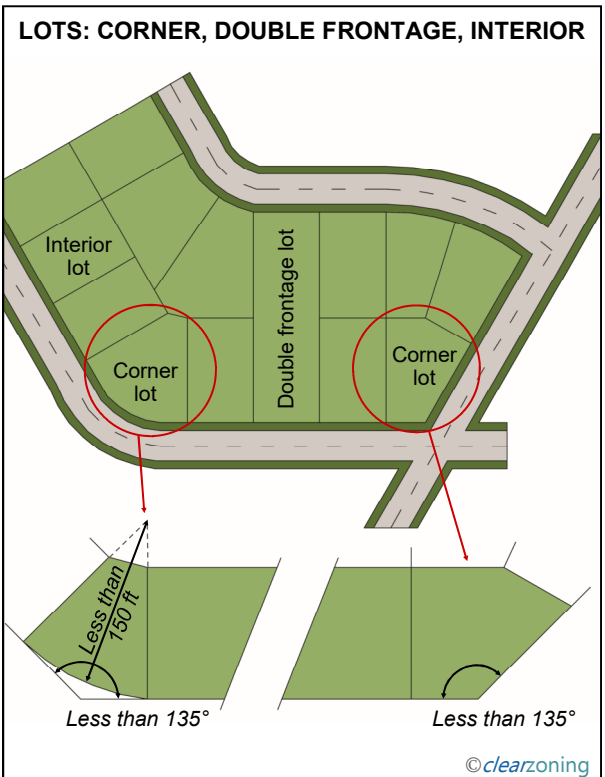 LOTS: CORNER, DOUBLE FRONTAGE, INTERIOR
Interior
lot
Double frontage lot
Corner
lot
Corner
lot
Less than
150 ft
Less than 135°
Less than 135°
©clearzoning